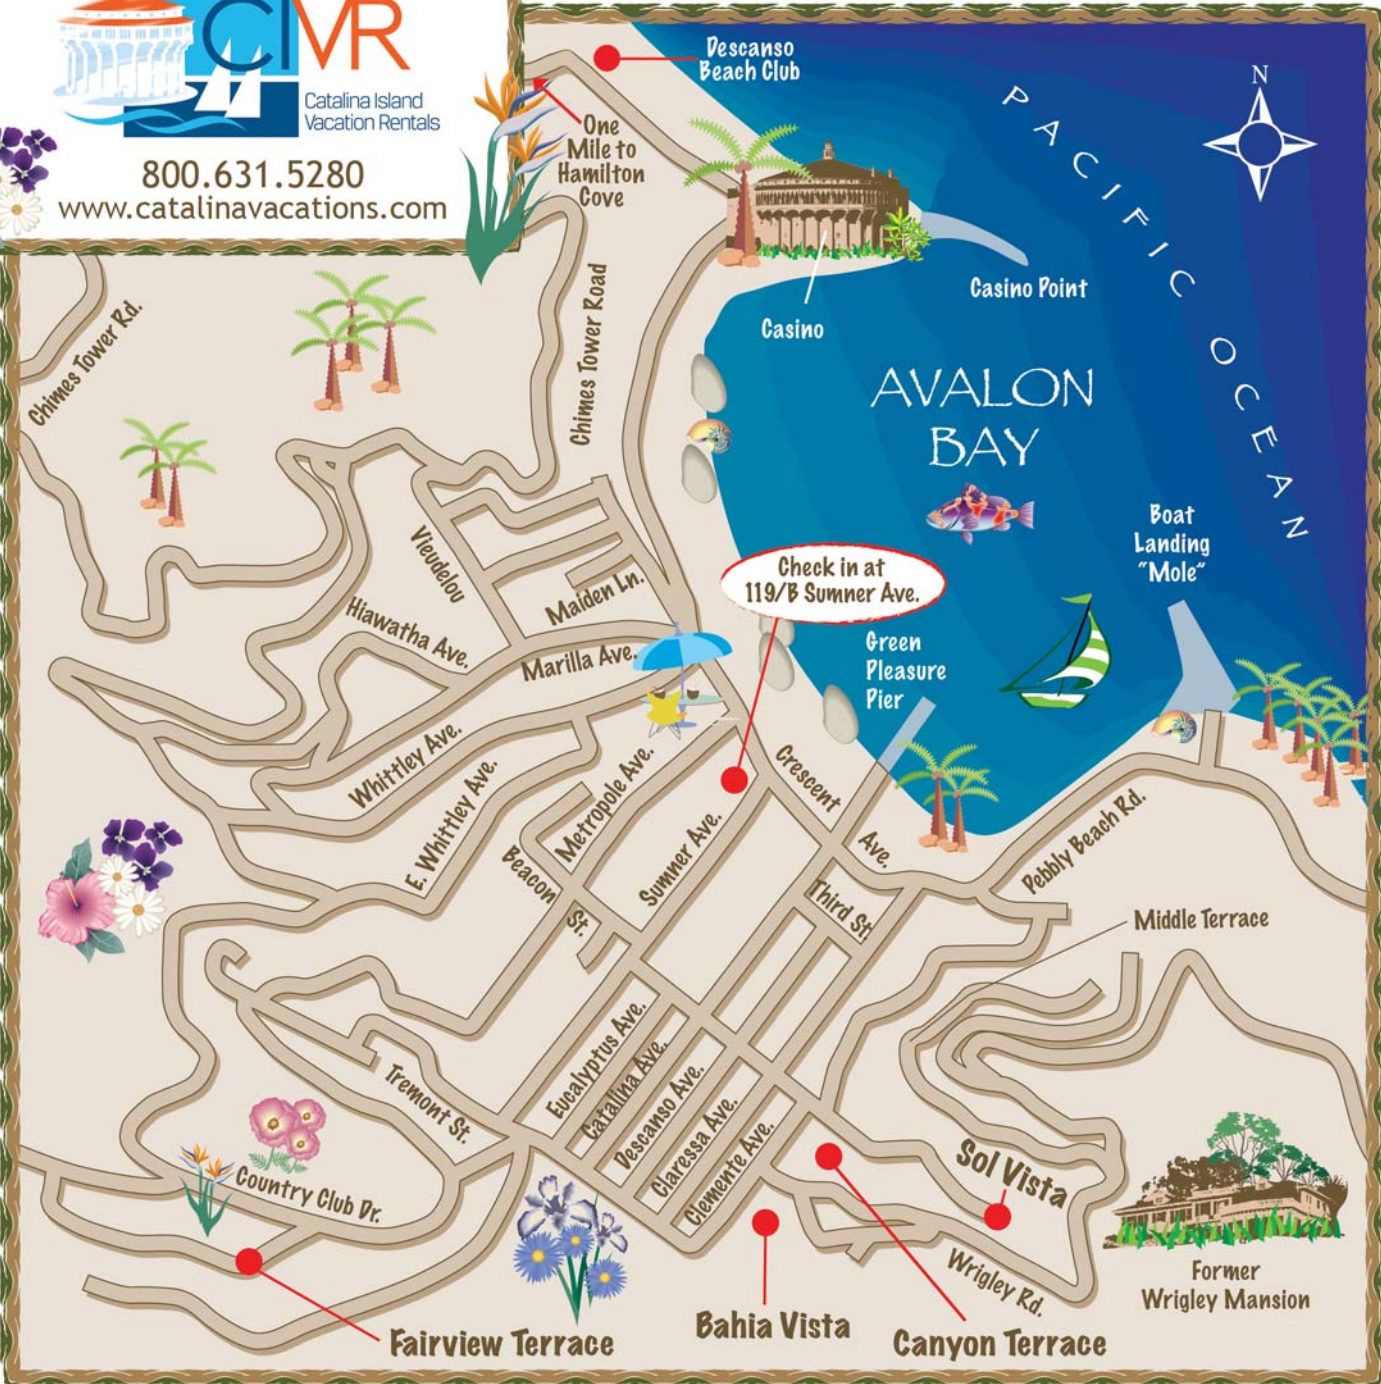 CIVR
Catalina Island
Vacation Rentals
800.631.5280
www.catalinavacations.com
Descanso
Beach Club
One
Mile to
Hamilton
Cove
N
PACIFIC OCEAN
Casino Point
Casino
AVALON
BAY
Chimes Tower Rd.
Chimes Tower Road
Boat
Landing
"Mole"
Check in at
119/B Sumner Ave.
Green
Pleasure
Pier
Vieudelou
Maiden Ln.
Hiawatha Ave.
Marilla Ave.
Whittley Ave.
E. Whittley Ave.
Metropole Ave.
Crescent Ave.
Beacon St.
Sumner Ave.
Third St.
Pebbly Beach Rd.
Middle Terrace
Eucalyptus Ave.
Catalina Ave.
Descanso Ave.
Claressa Ave.
Clemente Ave.
Tremont St.
Country Club Dr.
Sol Vista
Wrigley Rd.
Former
Wrigley Mansion
Fairview Terrace
Bahia Vista
Canyon Terrace